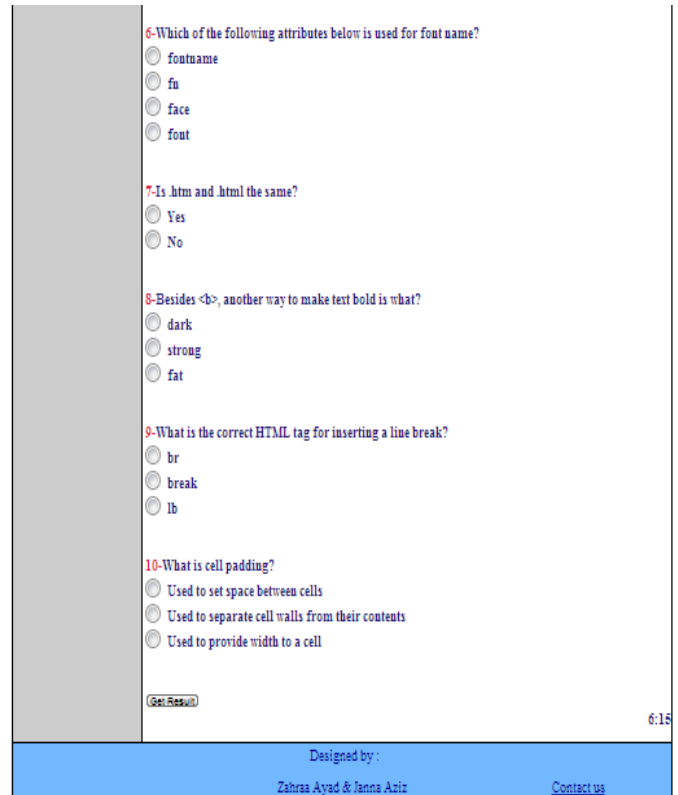 6-Which of the following attributes below is used for font name?
fontname
fn
face
font
7-Is .htm and .html the same?
Yes
No
8-Besides <b>, another way to make text bold is what?
dark
strong
fat
9-What is the correct HTML tag for inserting a line break?
br
break
lb
10-What is cell padding?
Used to set space between cells
Used to separate cell walls from their contents
Used to provide width to a cell
Get Result
6:15
Designed by :
Zahraa Ayad & Janna Aziz Contact us